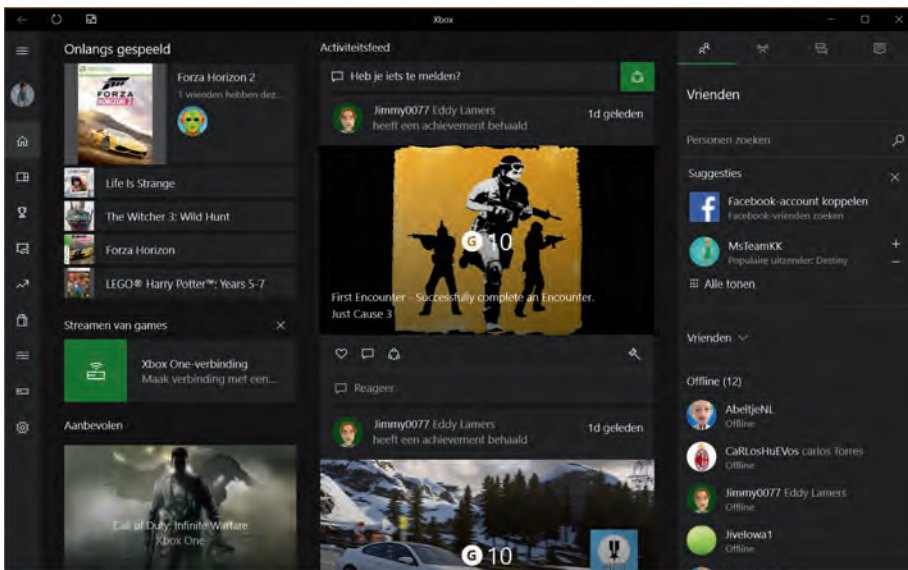 Xbox
Onlangs gespeeld
FORZA
HORIZON 2
Forza Horizon 2
1 vrienden hebben dez...
Life Is Strange
The Witcher 3: Wild Hunt
Forza Horizon
LEGO® Harry Potter™: Years 5-7
Streamen van games
Xbox One-verbinding
Maak verbinding met een....
Aanbevolen
Call of Duty: Infinite Warfare
Xbox One
Activiteitsfeed
Heb je iets te melden?
Jimmy0077 Eddy Lamers
heeft een achievement behaald
1d geleden
G 10
First Encounter - Successfully complete an Encounter.
Just Cause 3
Reageer
Jimmy0077 Eddy Lamers
heeft een achievement behaald
1d geleden
G 10
Vrienden
Personen zoeken
Suggesties
Facebook-account koppelen
Facebook-vrienden zoeken
MsTeamKK
Populaire uitzender: Destiny
Alle tonen
Vrienden
Offline (12)
AbeltjeNL
Offline
CaRLosHuEVos carlos Torres
Offline
Jimmy0077 Eddy Lamers
Offline
Jivelowa1
Offline